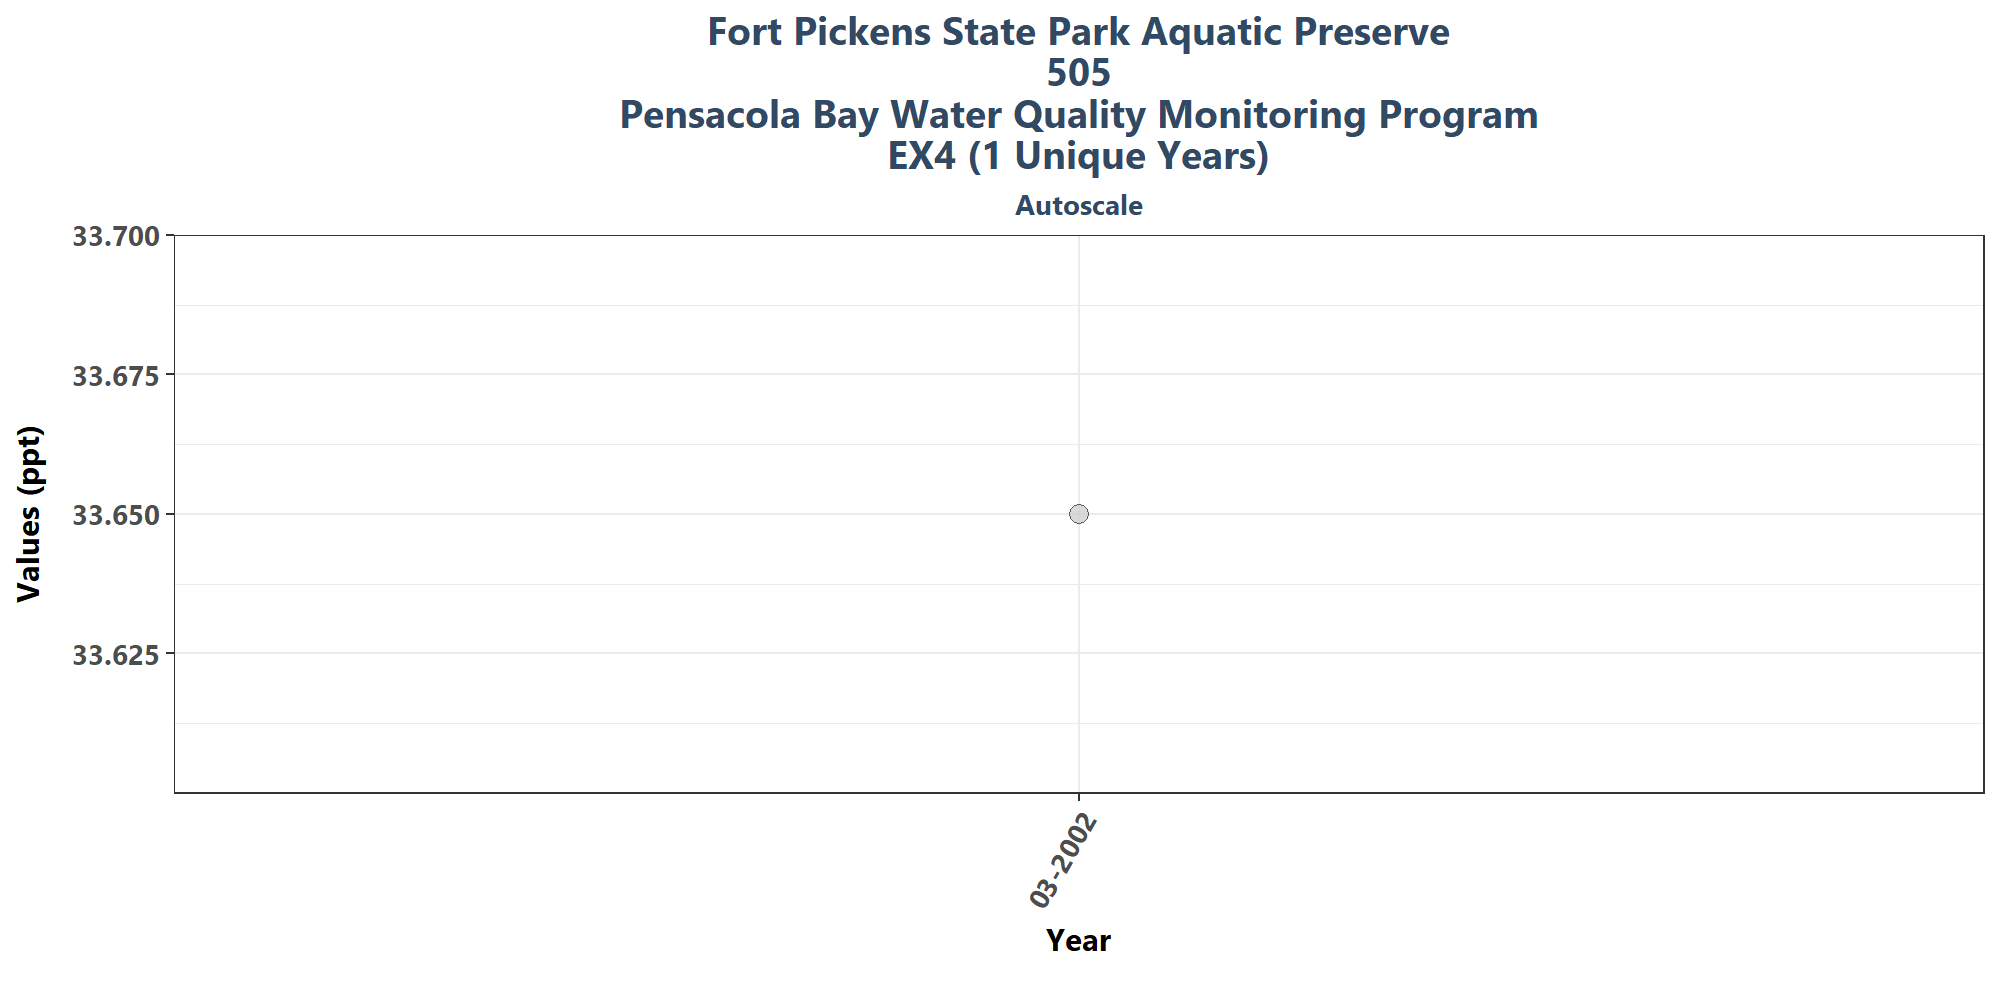 Fort Pickens State Park Aquatic Preserve
505
Pensacola Bay Water Quality Monitoring Program
EX4 (1 Unique Years)
Autoscale
33.700
33.675
33.650
33.625
Values (ppt)
03-2002
Year